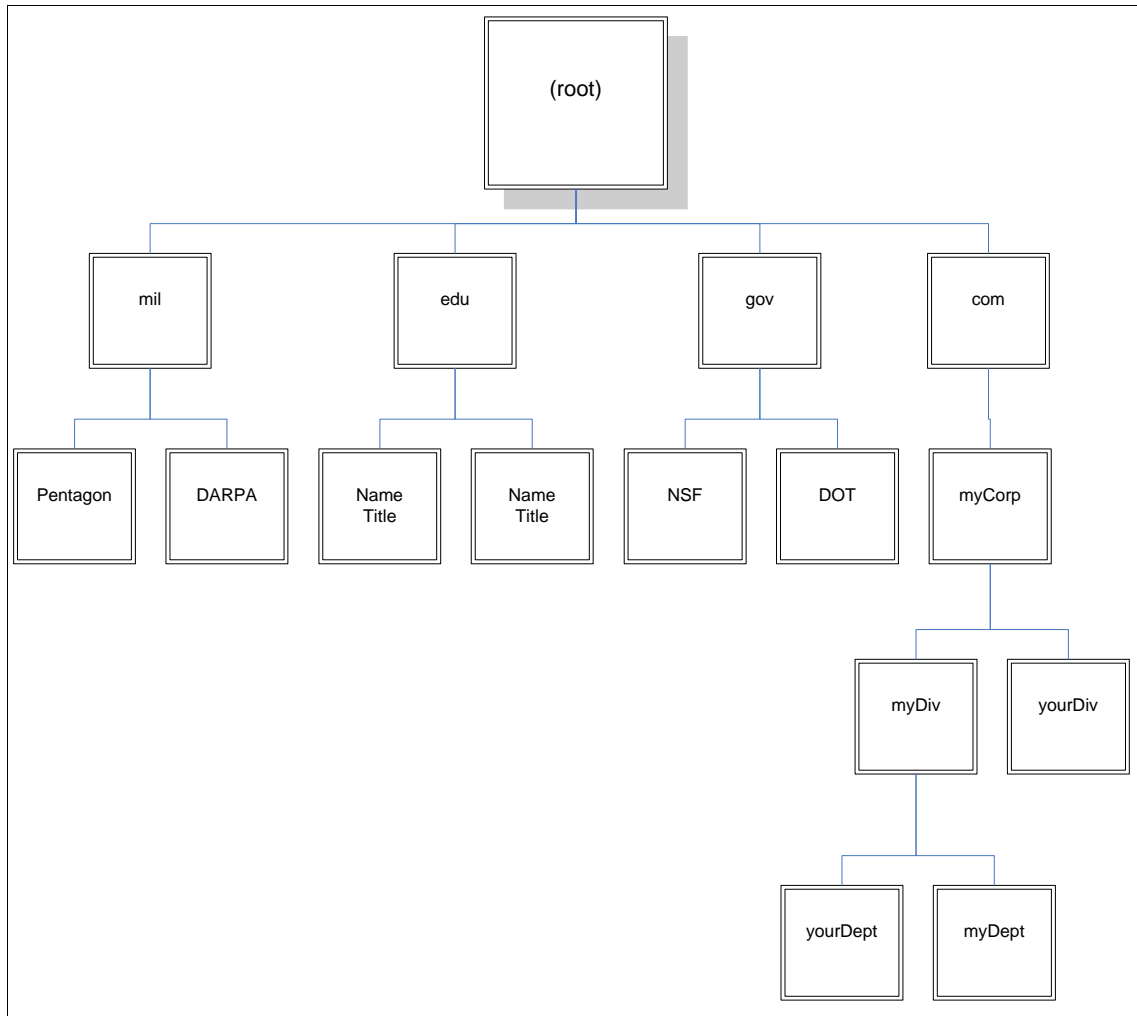 (root)
mil
edu
gov
com
Pentagon
DARPA
Name
Title
Name
Title
NSF
DOT
myCorp
myDiv
yourDiv
yourDept
myDept